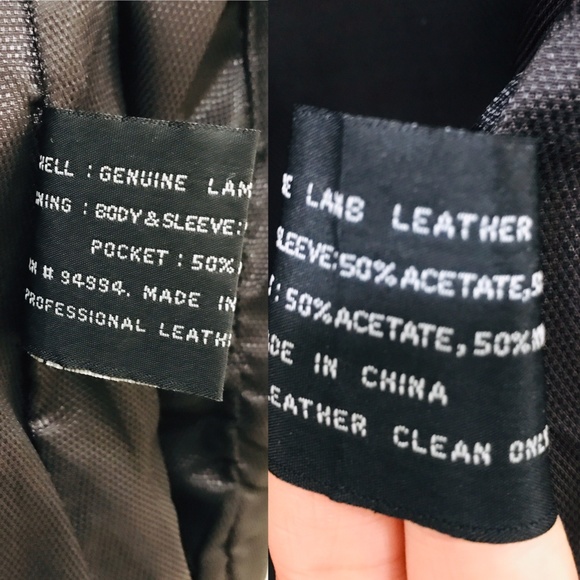 HELL : GENUINE LAM
NING : BODY & SLEEVE:
POCKET : 50%
# 94994. MADE IN
PROFESSIONAL LEATH
E LAMB LEATHER
SLEEVE:50% ACETATE,5
: 50% ACETATE, 50%
DE IN CHINA
EATHER CLEAN ONLY